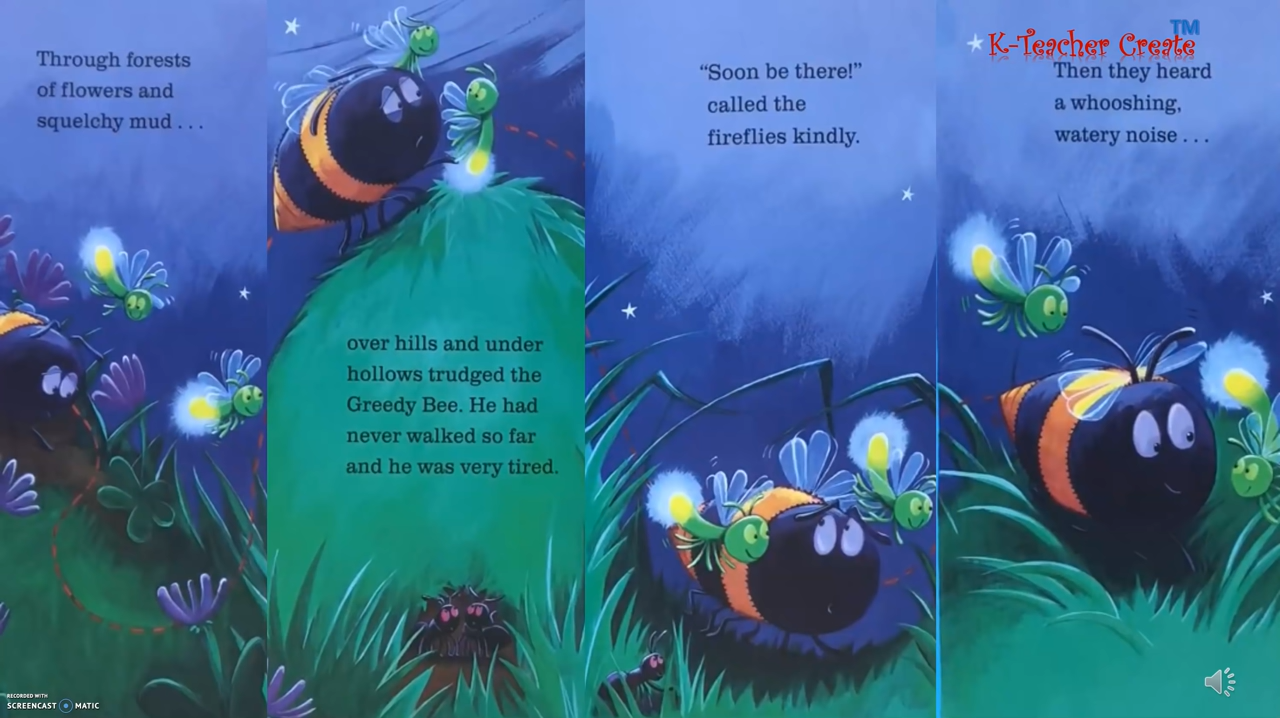 Through forests
of flowers and
squelchy mud . . .
over hills and under
hollows trudged the
Greedy Bee. He had
never walked so far
and he was very tired.
“Soon be there!”
called the
fireflies kindly.
K-Teacher Create™
Then they heard
a whooshing,
watery noise . . .
RECORDED WITH
SCREENCAST MATIC